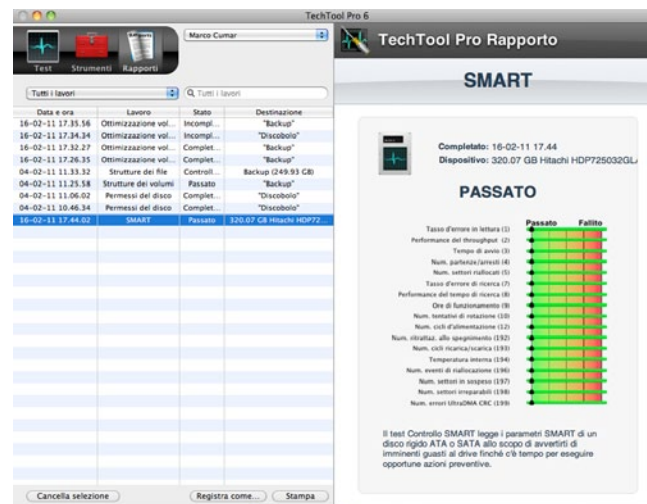 TechTool Pro 6
Test
Strumenti
Rapporti
Marco Cumar
Tutti i lavori
Tutti i lavori
Data e ora Lavoro Stato Destinazione
16-02-11 17.35.56 Ottimizzazione vol... Incompl... "Backup"
16-02-11 17.34.34 Ottimizzazione vol... Incompl... "Discobolo"
16-02-11 17.32.27 Ottimizzazione vol... Complet... "Backup"
16-02-11 17.26.35 Ottimizzazione vol... Complet... "Backup"
04-02-11 11.33.32 Strutture dei file Controll... Backup (249.93 GB)
04-02-11 11.25.58 Strutture dei volumi Passato "Backup"
04-02-11 11.06.02 Permessi del disco Complet... "Discobolo"
04-02-11 10.46.34 Permessi del disco Complet... "Discobolo"
16-02-11 17.44.02 SMART Passato 320.07 GB Hitachi HDP72...
Cancella selezione
Registra come...
Stampa
TechTool Pro Rapporto
SMART
Completato: 16-02-11 17.44
Dispositivo: 320.07 GB Hitachi HDP725032GL
PASSATO
Passato Fallito
Tasso d'errore in lettura (1)
Performance del throughput (2)
Tempo di avvio (3)
Num. partenze/arresti (4)
Num. settori riallocati (5)
Tasso d'errore di ricerca (7)
Performance del tempo di ricerca (8)
Ore di funzionamento (9)
Num. tentativi di rotazione (10)
Num. cicli d'alimentazione (12)
Num. ritrattaz. allo spegnimento (192)
Num. cicli ricarica/scarica (193)
Temperatura interna (194)
Num. eventi di riallocazione (196)
Num. settori in sospeso (197)
Num. settori irreparabili (198)
Num. errori UltraDMA CRC (199)
Il test Controllo SMART legge i parametri SMART di un
disco rigido ATA o SATA allo scopo di avvertirti di
imminenti guasti al drive finché c'è tempo per eseguire
opportune azioni preventive.